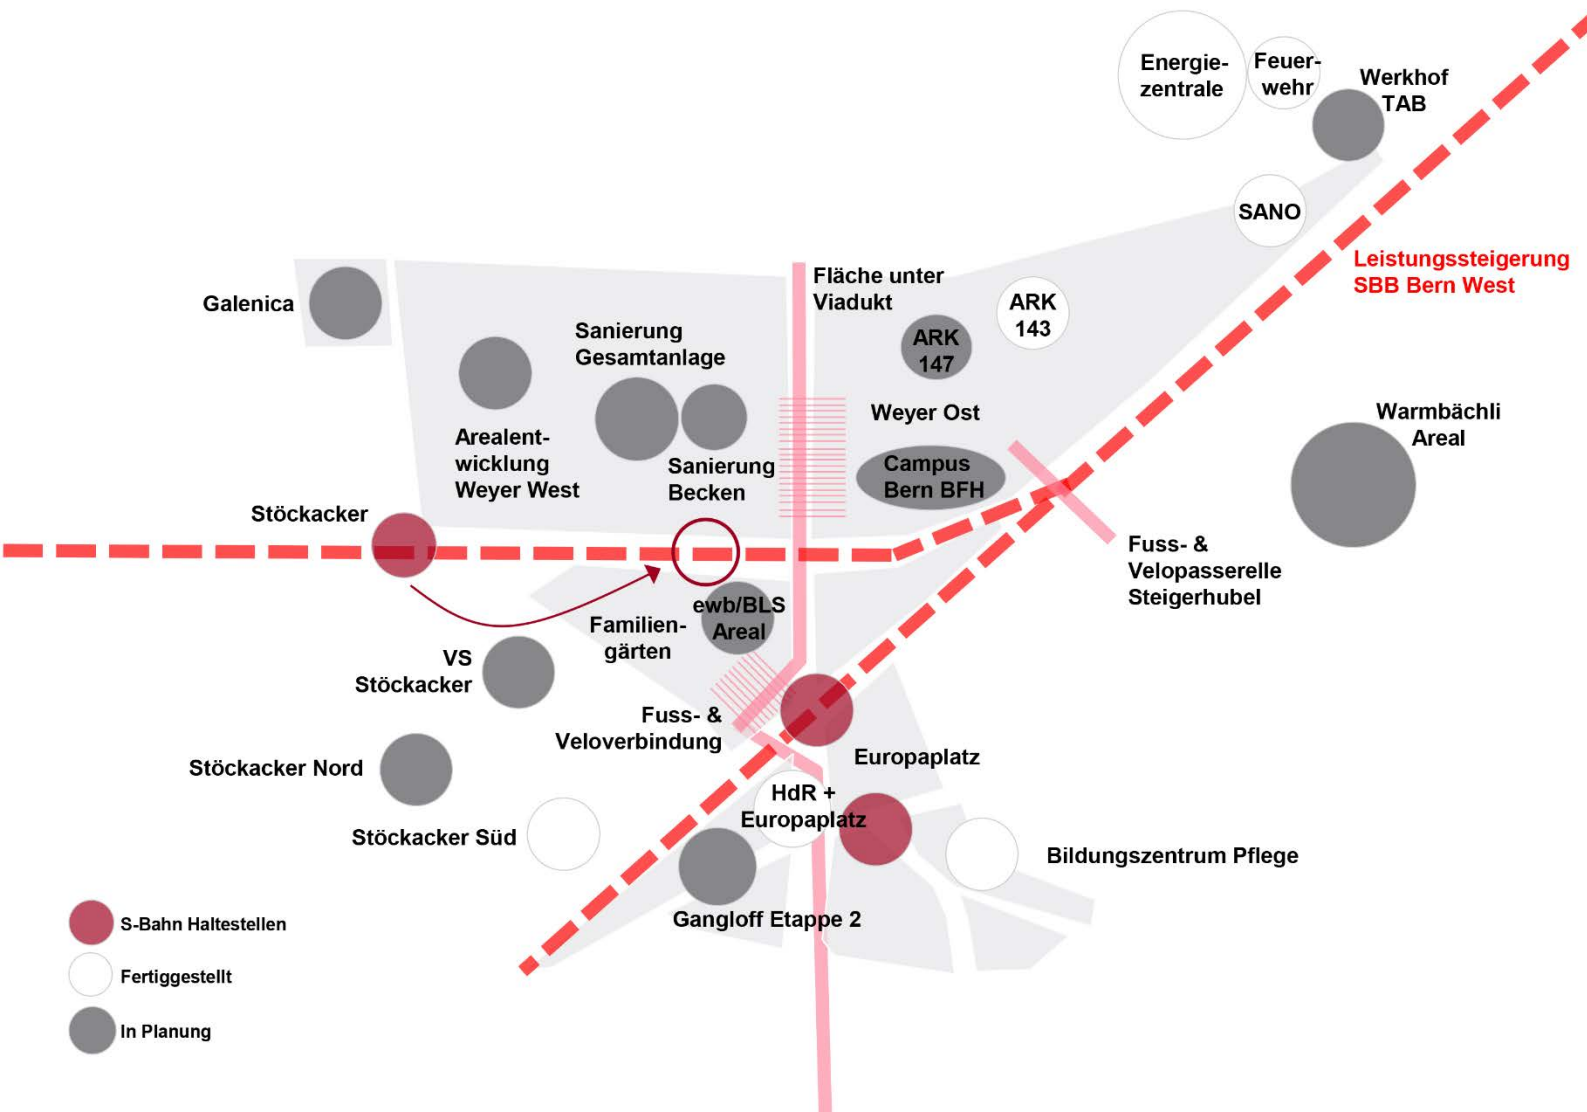 Energie-
zentrale
Feuer-
wehr
Werkhof
TAB
SANO
Leistungssteigerung
SBB Bern West
Galenica
Fläche unter
Viadukt
ARK
143
Sanierung
Gesamtanlage
ARK
147
Weyer Ost
Warmbächli
Areal
Arealent-
wicklung
Weyer West
Sanierung
Becken
Campus
Bern BFH
Stöckacker
Fuss- &
Velopasserelle
Steigerhubel
ewb/BLS
Areal
Familien-
gärten
VS
Stöckacker
Fuss- &
Veloverbindung
Europaplatz
Stöckacker Nord
HdR +
Europaplatz
Stöckacker Süd
Bildungszentrum Pflege
Gangloff Etappe 2
S-Bahn Haltestellen
Fertiggestellt
In Planung